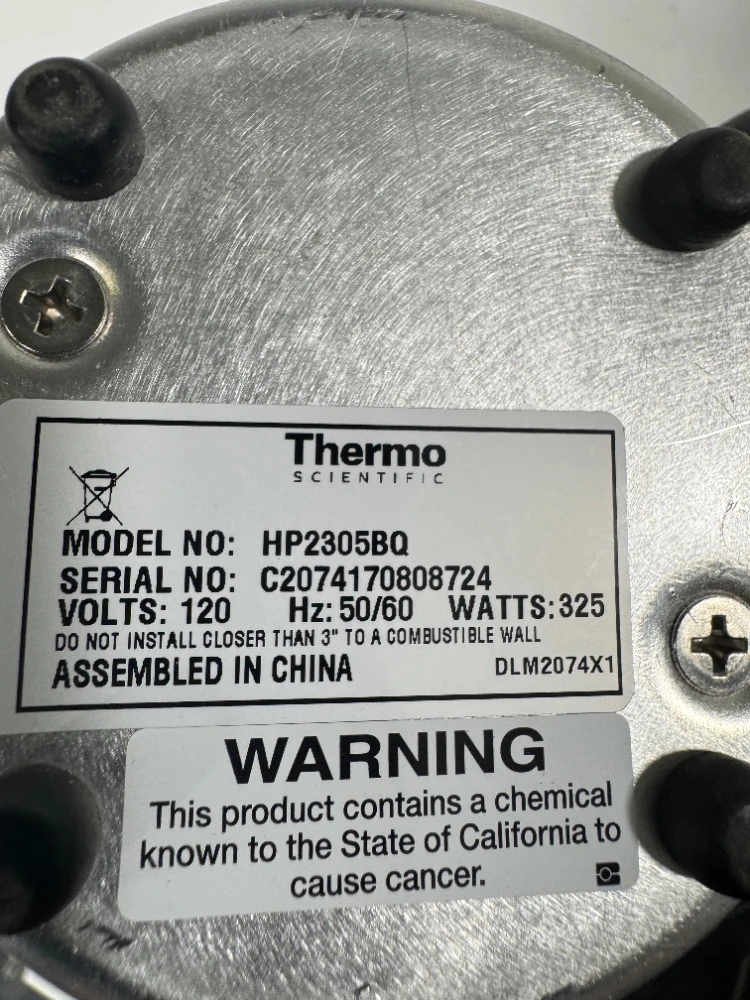 Thermo
SCIENTIFIC
MODEL NO: HP2305BQ
SERIAL NO: C2074170808724
VOLTS: 120 Hz: 50/60 WATTS: 325
DO NOT INSTALL CLOSER THAN 3" TO A COMBUSTIBLE WALL
ASSEMBLED IN CHINA DLM2074X1
WARNING
This product contains a chemical
known to the State of California to
cause cancer.